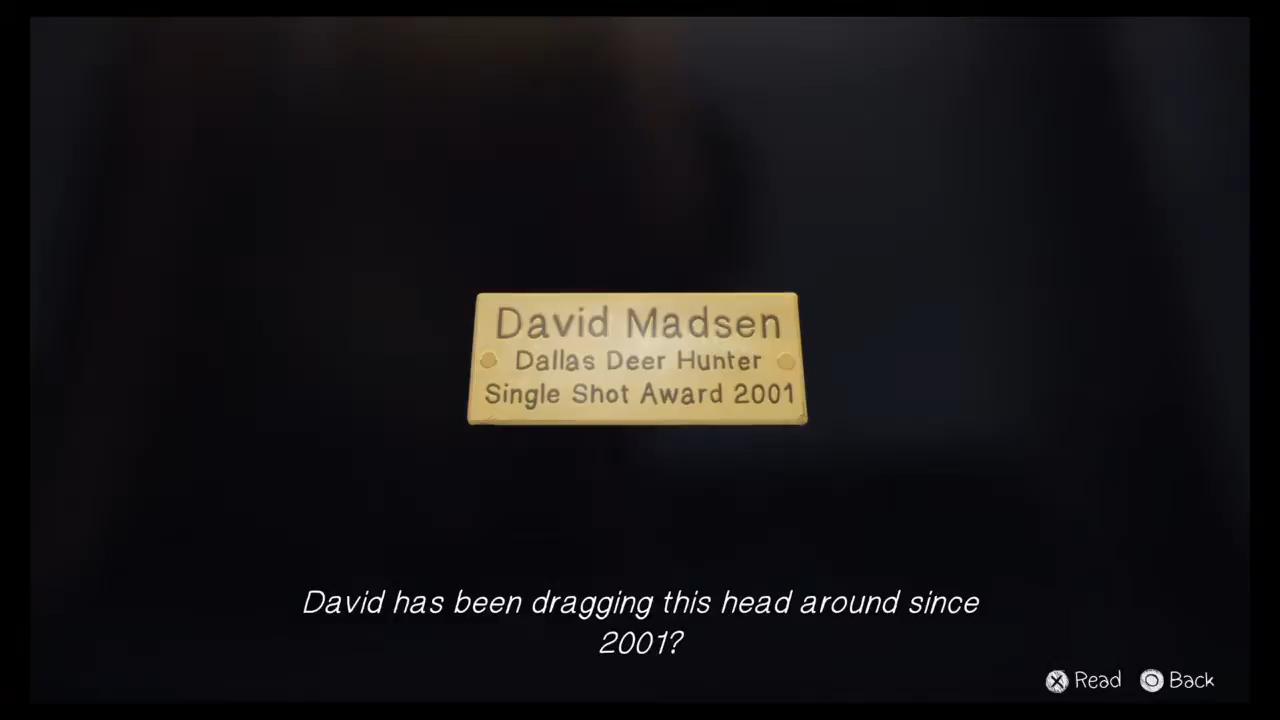 David Madsen
Dallas Deer Hunter
Single Shot Award 2001
David has been dragging this head around since
2001?
Read Back